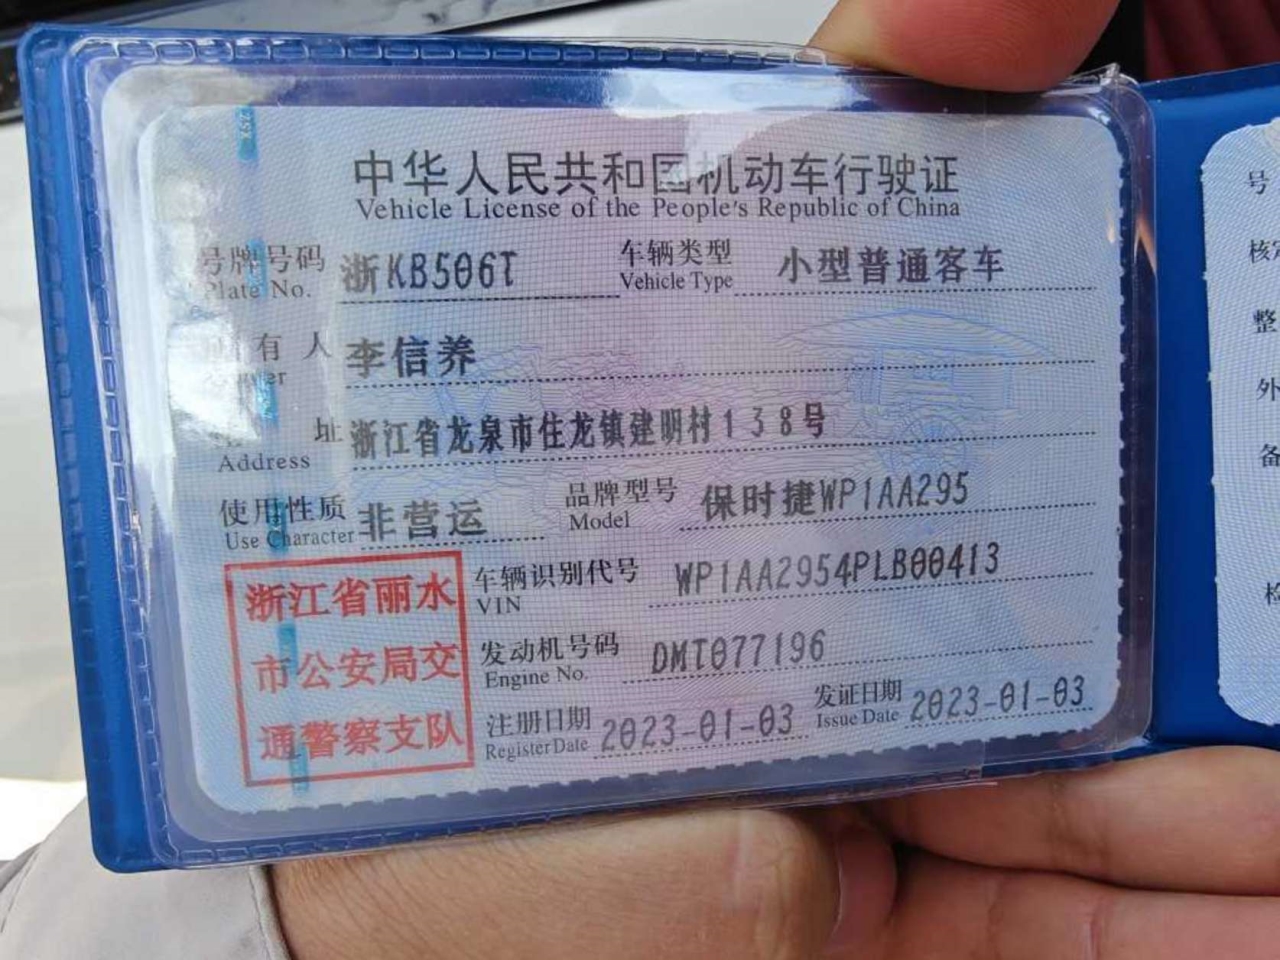 中华人民共和国机动车行驶证
Vehicle License of the People's Republic of China
号牌号码 浙KB506T 车辆类型 小型普通客车
Plate No. Vehicle Type
有 人 李信养
址 浙江省龙泉市住龙镇建明村138号
Address
使用性质 非营运 品牌型号 保时捷WP1AA295
Use Character Model
浙江省丽水
市公安局交
通警察支队
车辆识别代号 WP1AA2954PLB00413
VIN
发动机号码 DMT077196
Engine No.
注册日期 2023-01-03 发证日期 2023-01-03
Register Date Issue Date
号
整
外